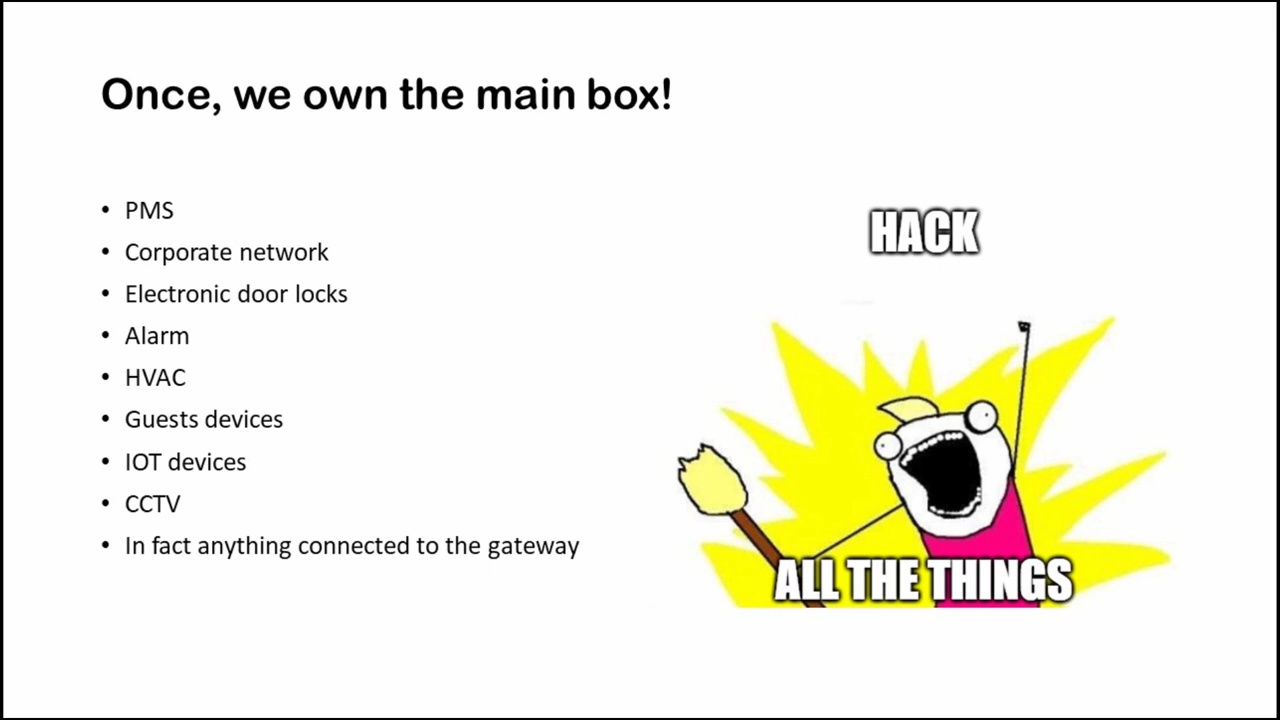 Once, we own the main box!
• PMS
• Corporate network
• Electronic door locks
• Alarm
• HVAC
• Guests devices
• IOT devices
• CCTV
• In fact anything connected to the gateway
HACK
ALL THE THINGS